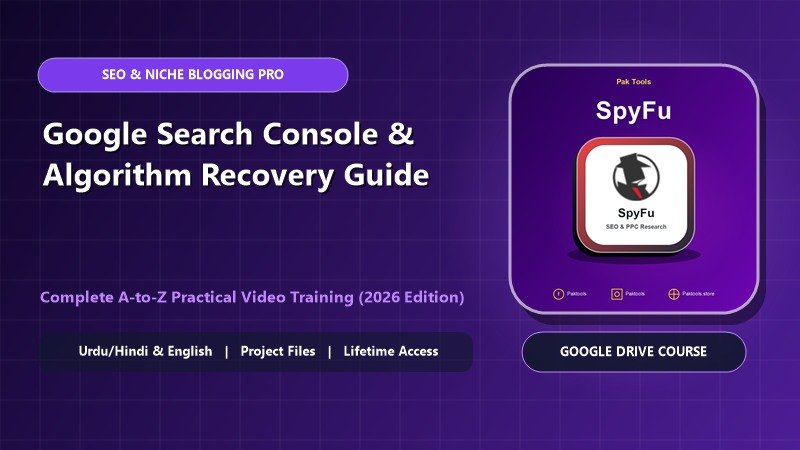 SEO & NICHE BLOGGING PRO
Google Search Console &
Algorithm Recovery Guide
Complete A-to-Z Practical Video Training (2026 Edition)
Urdu/Hindi & English | Project Files | Lifetime Access
Pak Tools
SpyFu
SpyFu
SEO & PPC Research
Paktools
Paktools
Paktools.store
GOOGLE DRIVE COURSE